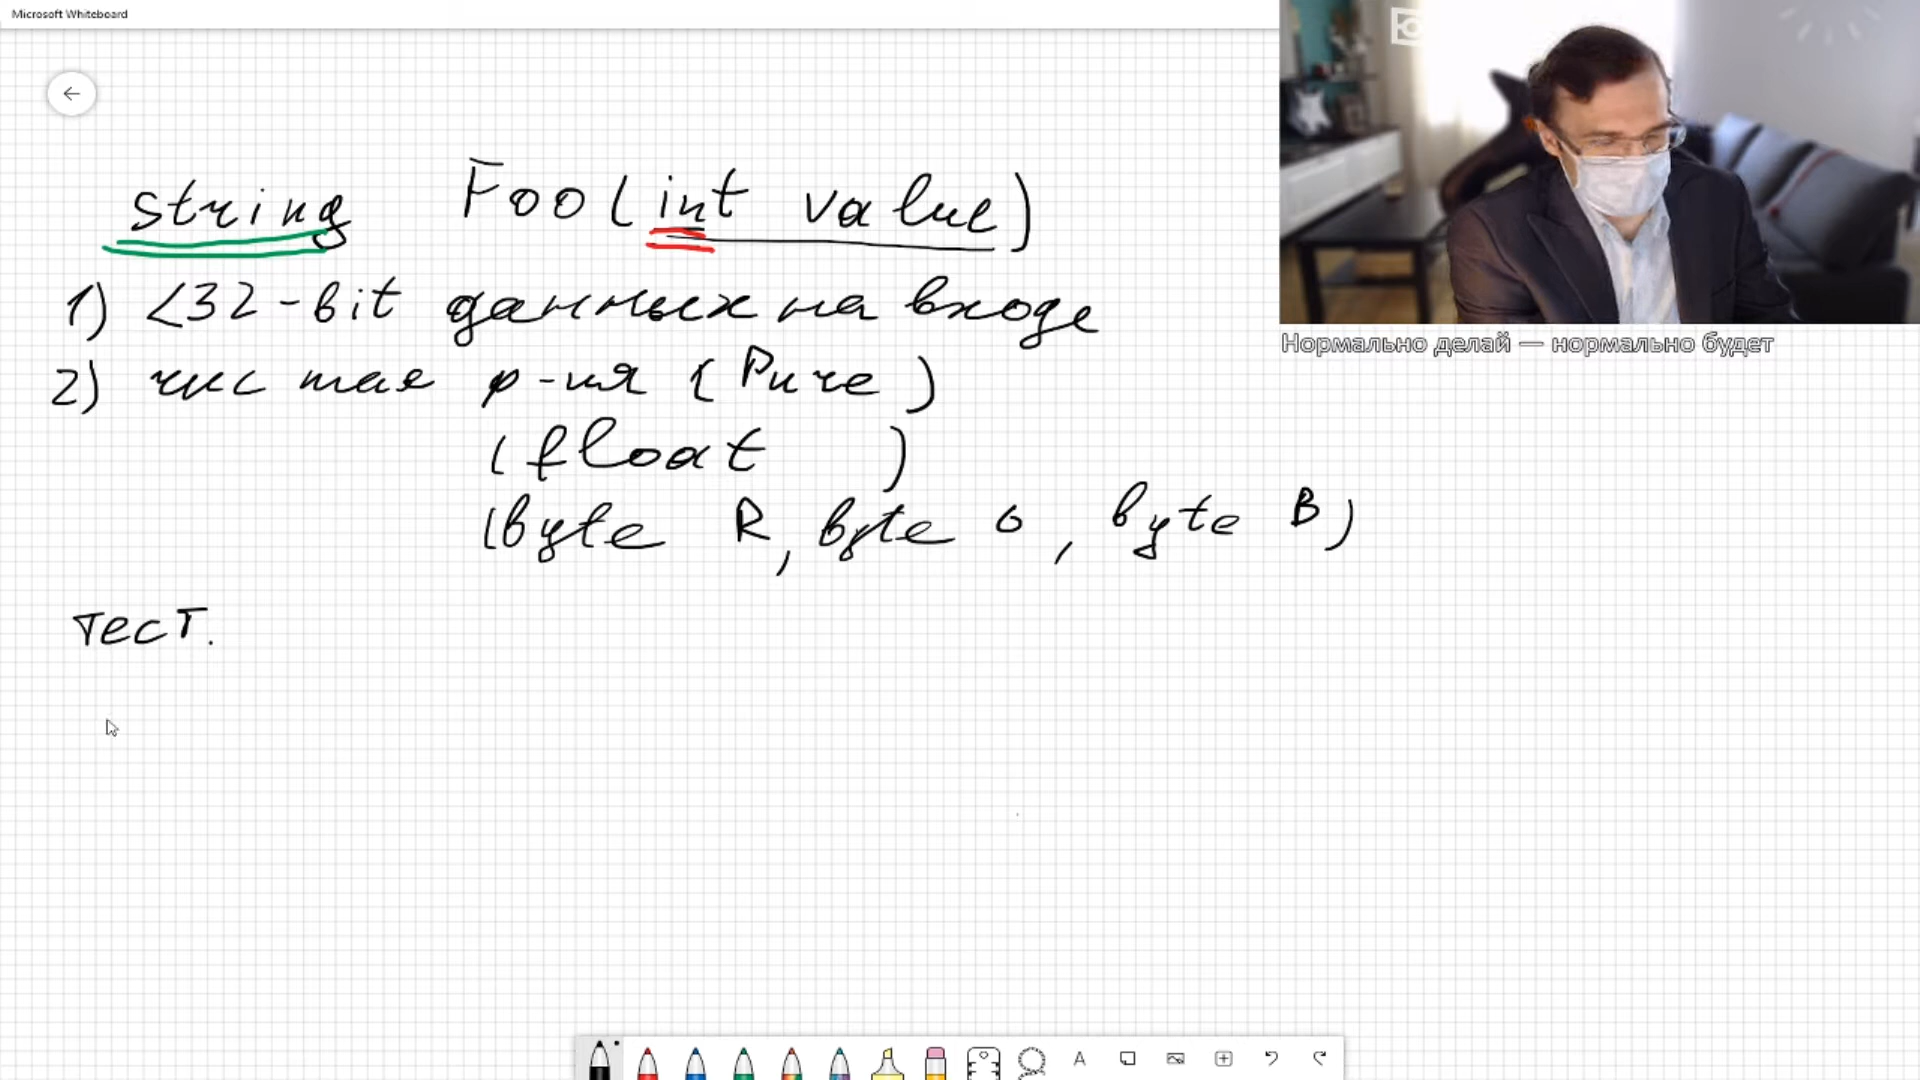 Microsoft Whiteboard
string Foo(int value)
1) <32-bit данных на входе
2) чистая ф-ия (Pure)
(float )
(byte R, byte G, byte B)
Тест.
Нормально делай — нормально будет
A